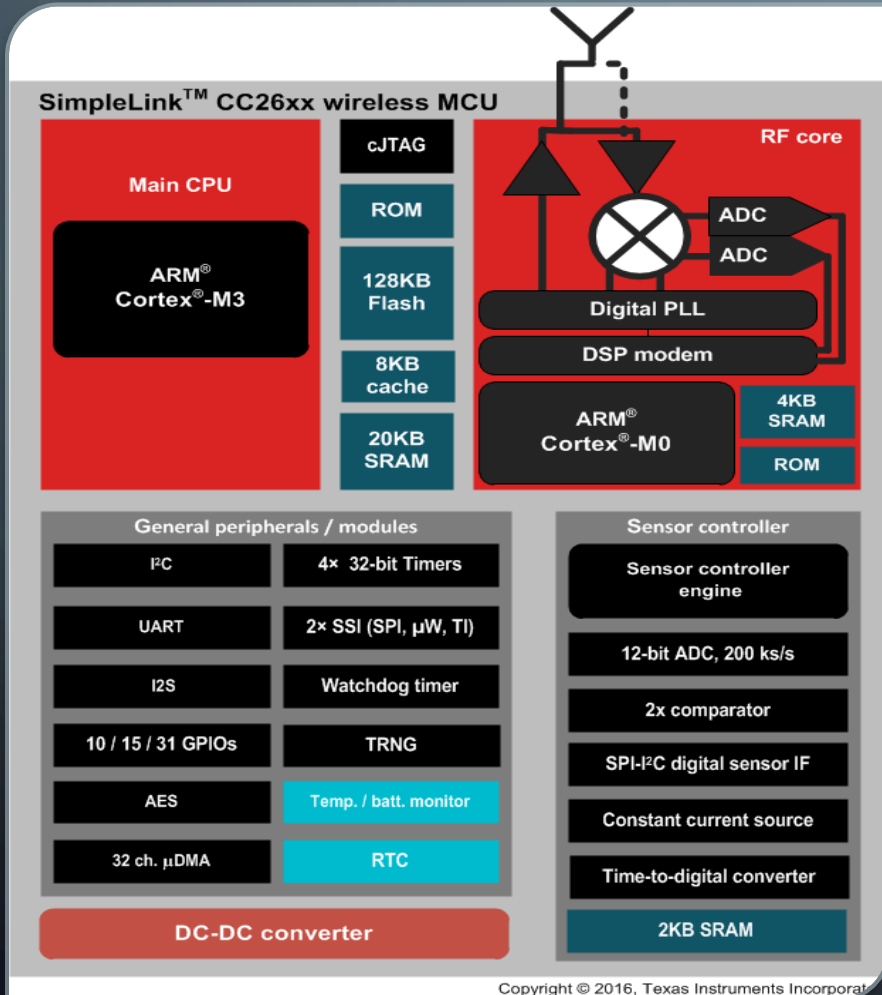 SimpleLink™ CC26xx wireless MCU
Main CPU
ARM®
Cortex®-M3
cJTAG
ROM
128KB
Flash
8KB
cache
20KB
SRAM
RF core
ADC
ADC
Digital PLL
DSP modem
ARM®
Cortex®-M0
4KB
SRAM
ROM
General peripherals / modules
I²C
4× 32-bit Timers
UART
2× SSI (SPI, µW, TI)
I2S
Watchdog timer
10 / 15 / 31 GPIOs
TRNG
AES
Temp. / batt. monitor
32 ch. µDMA
RTC
Sensor controller
Sensor controller
engine
12-bit ADC, 200 ks/s
2x comparator
SPI-I²C digital sensor IF
Constant current source
Time-to-digital converter
2KB SRAM
DC-DC converter
Copyright © 2016, Texas Instruments Incorporat